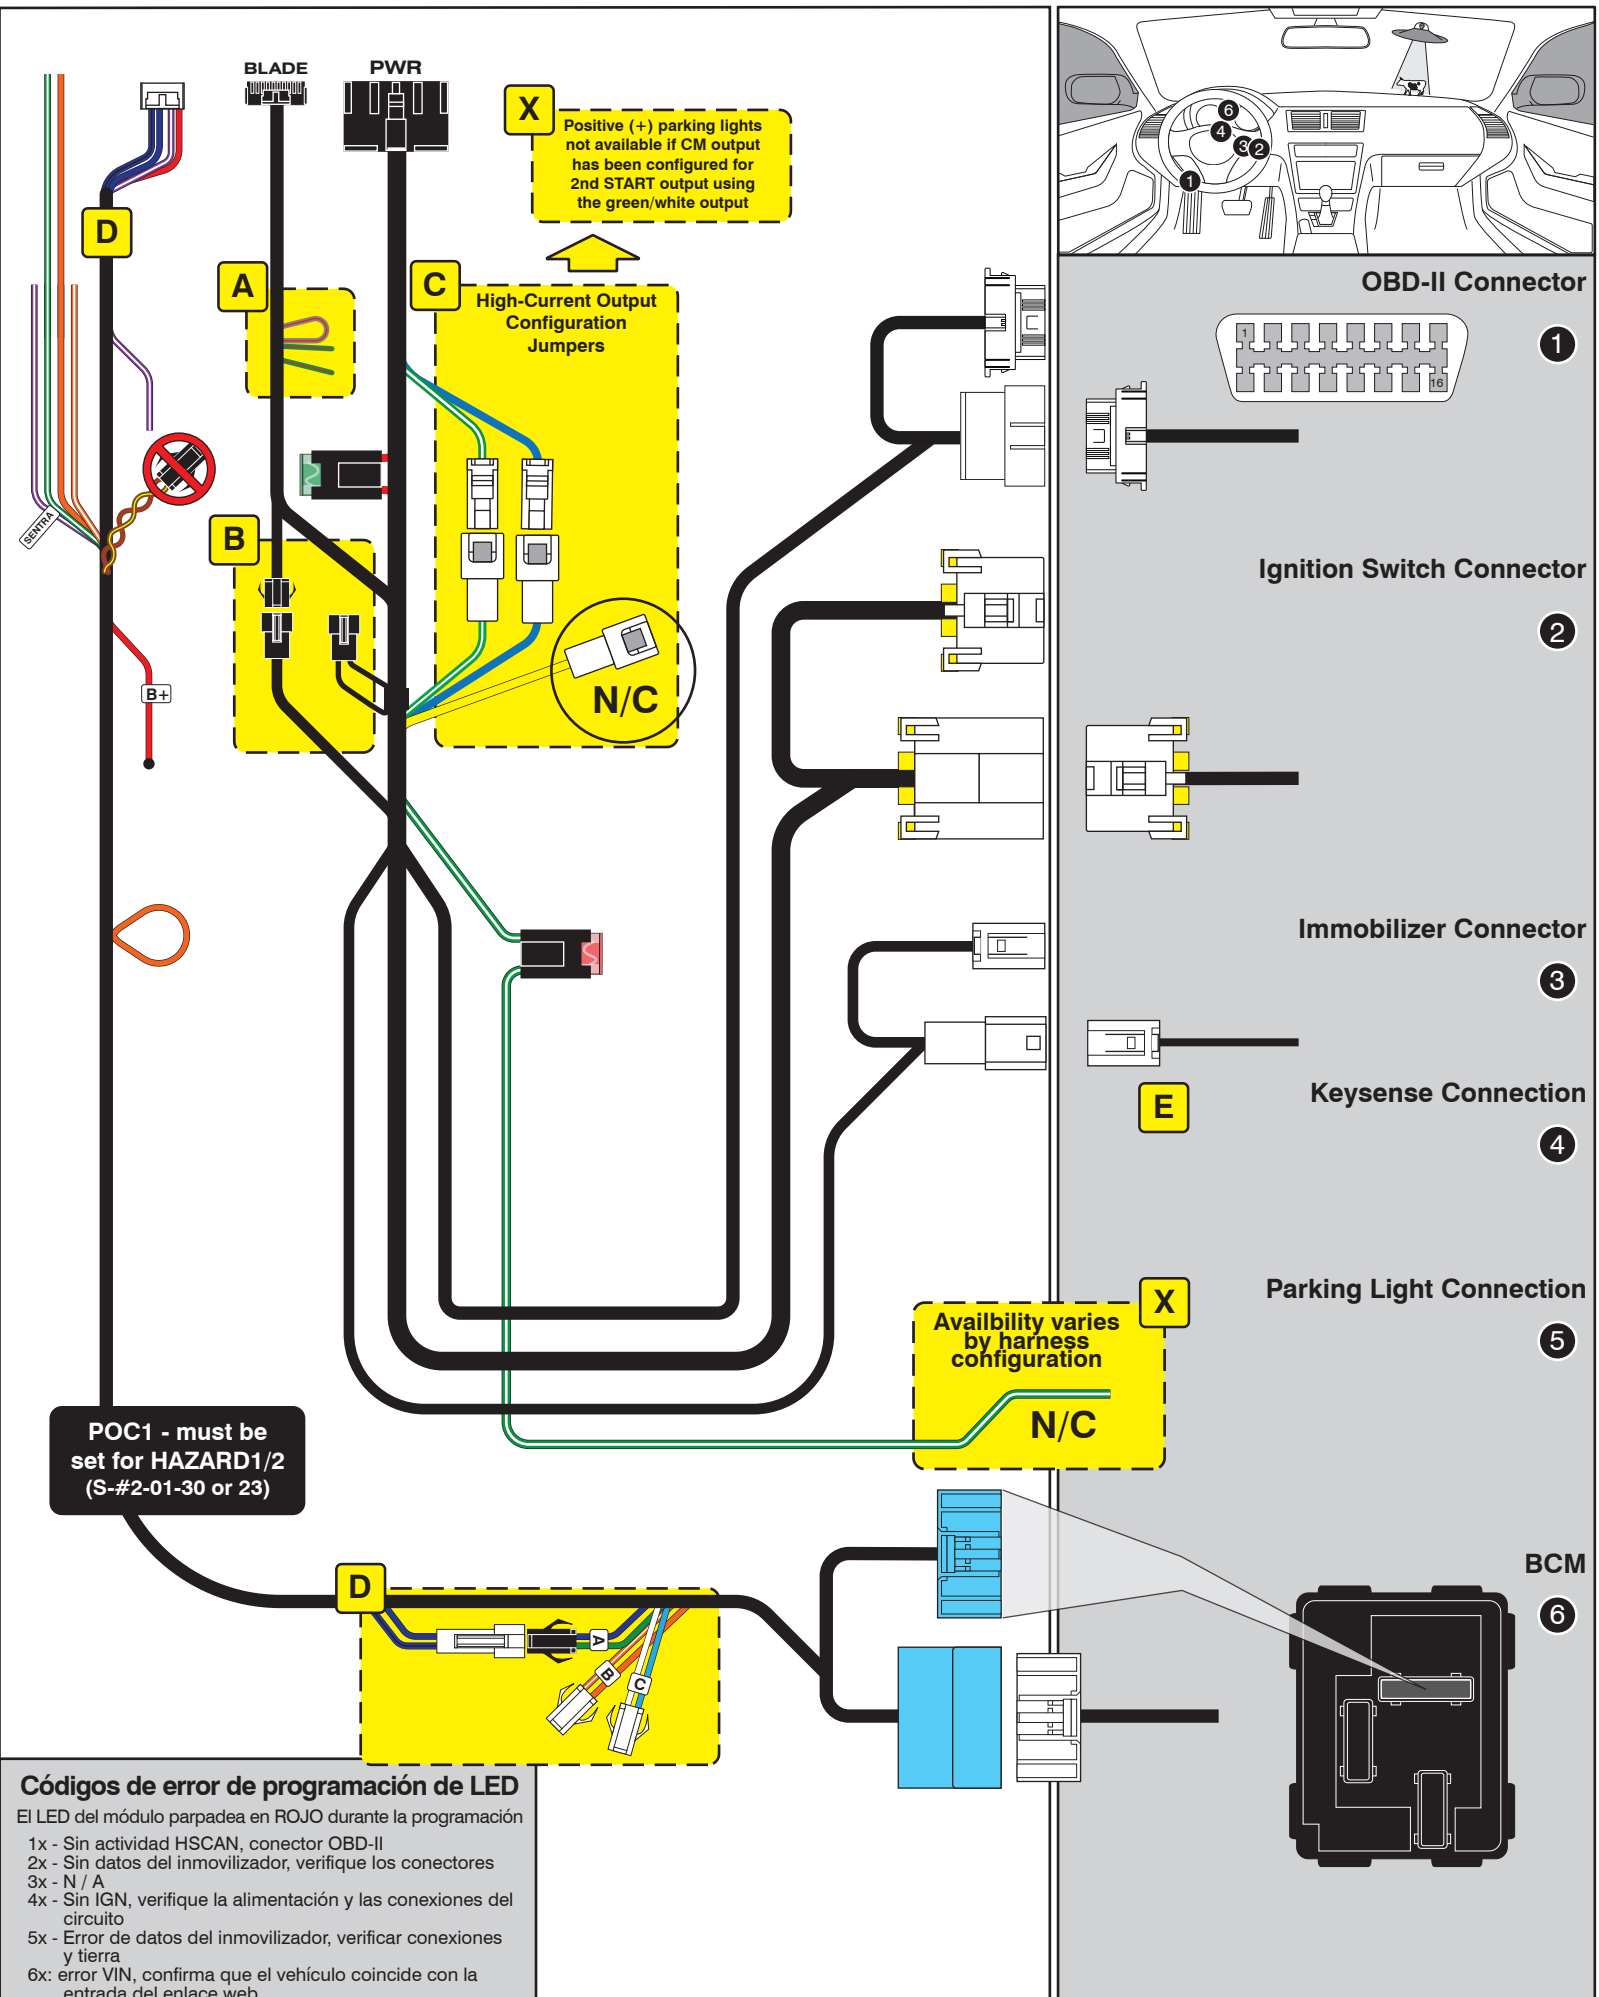 BLADE
PWR
X
Positive (+) parking lights
not available if CM output
has been configured for
2nd START output using
the green/white output
6
4
3
2
1
D
A
C
High-Current Output
Configuration
Jumpers
OBD-II Connector
1
1
16
SENTRA
B
Ignition Switch Connector
2
B+
N/C
Immobilizer Connector
3
E
Keysense Connection
4
X
Parking Light Connection
5
Availbility varies
by harness
configuration
N/C
POC1 - must be
set for HAZARD1/2
(S-#2-01-30 or 23)
BCM
6
D
A
B
C
Códigos de error de programación de LED
El LED del módulo parpadea en ROJO durante la programación
1x - Sin actividad HSCAN, conector OBD-II
2x - Sin datos del inmovilizador, verifique los conectores
3x - N / A
4x - Sin IGN, verifique la alimentación y las conexiones del
circuito
5x - Error de datos del inmovilizador, verificar conexiones
y tierra
6x: error VIN, confirma que el vehículo coincide con la
entrada del enlace web